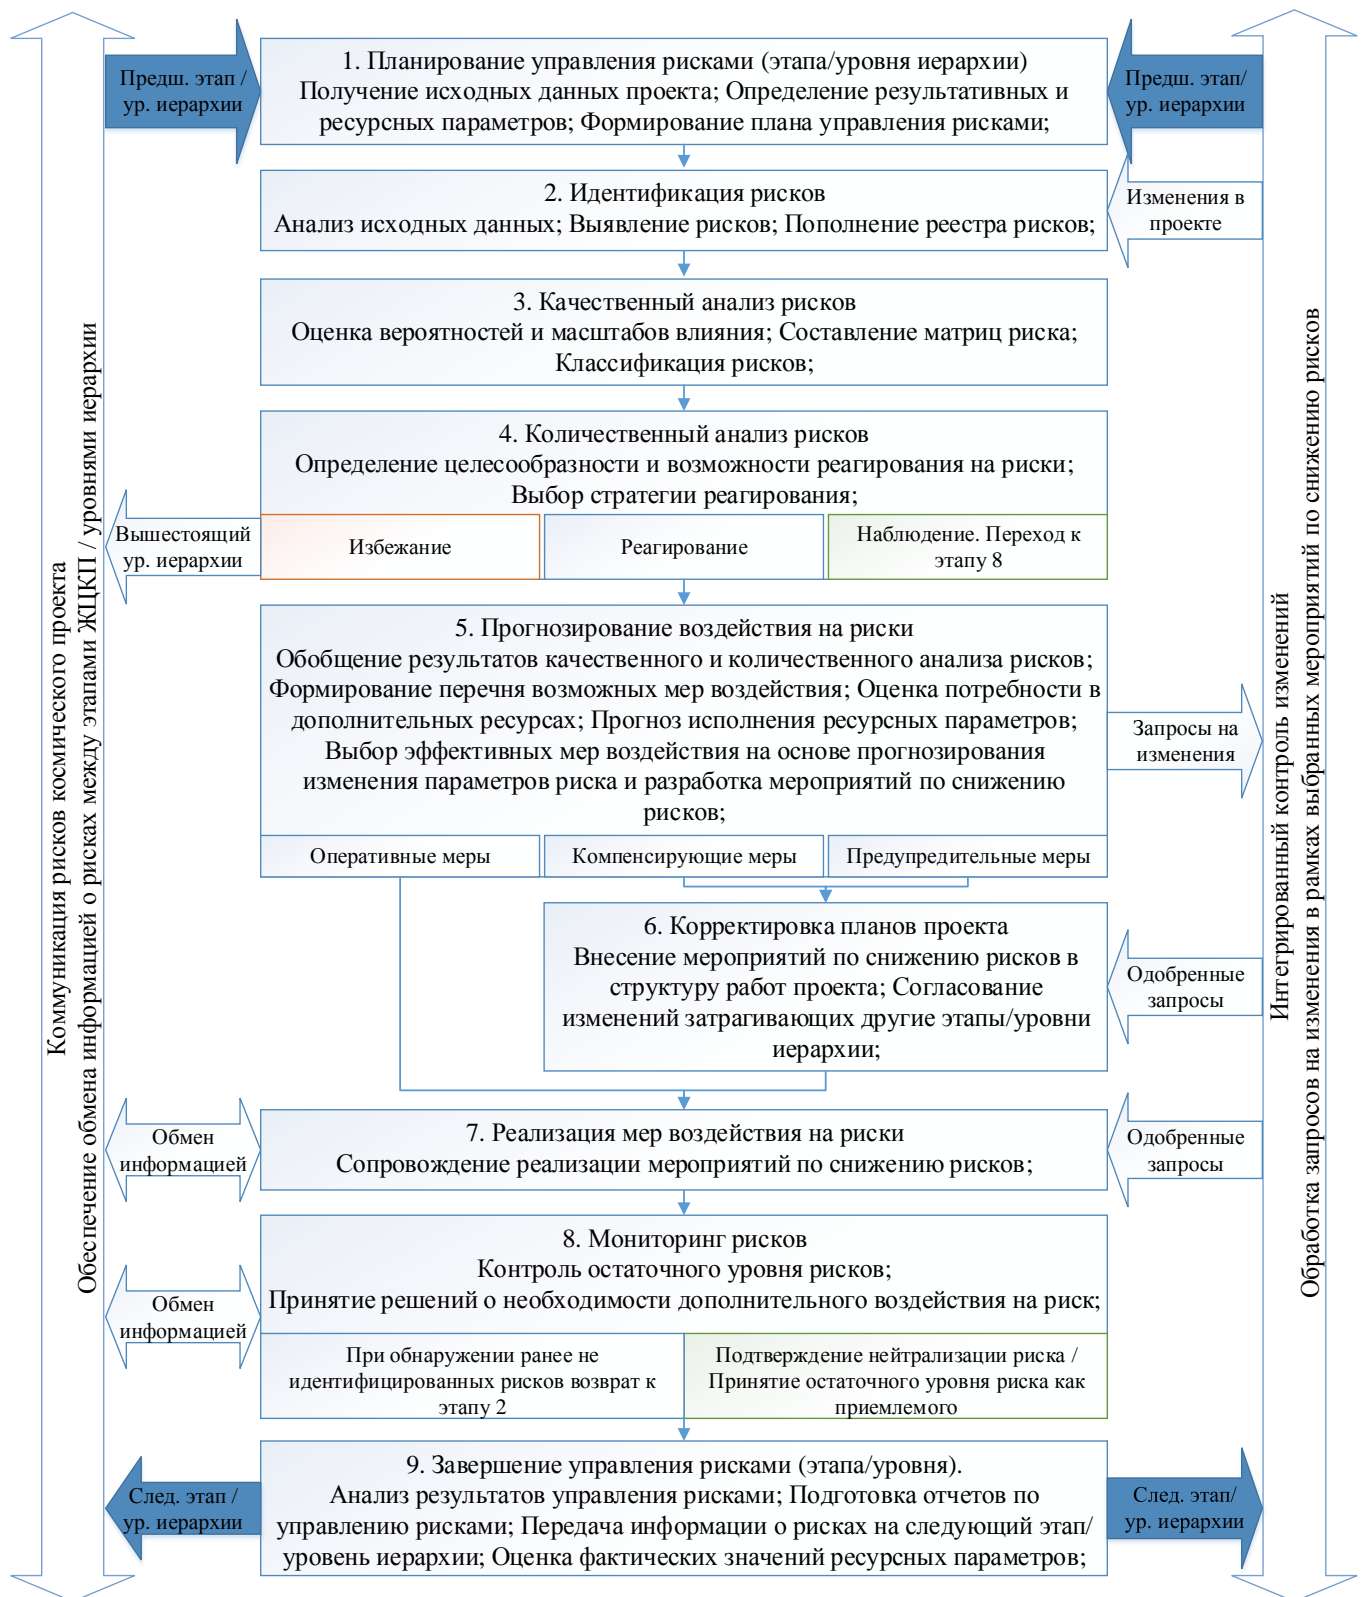 Предш. этап /
ур. иерархии
1. Планирование управления рисками (этапа/уровня иерархии)
Получение исходных данных проекта; Определение результативных и
ресурсных параметров; Формирование плана управления рисками;
Предш. этап/
ур. иерархии
2. Идентификация рисков
Анализ исходных данных; Выявление рисков; Пополнение реестра рисков;
Изменения в
проекте
3. Качественный анализ рисков
Оценка вероятностей и масштабов влияния; Составление матриц риска;
Классификация рисков;
4. Количественный анализ рисков
Определение целесообразности и возможности реагирования на риски;
Выбор стратегии реагирования;
Вышестоящий
ур. иерархии
Избежание
Реагирование
Наблюдение. Переход к
этапу 8
5. Прогнозирование воздействия на риски
Обобщение результатов качественного и количественного анализа рисков;
Формирование перечня возможных мер воздействия; Оценка потребности в
дополнительных ресурсах; Прогноз исполнения ресурсных параметров;
Выбор эффективных мер воздействия на основе прогнозирования
изменения параметров риска и разработка мероприятий по снижению
рисков;
Запросы на
изменения
Оперативные меры
Компенсирующие меры
Предупредительные меры
6. Корректировка планов проекта
Внесение мероприятий по снижению рисков в
структуру работ проекта; Согласование
изменений затрагивающих другие этапы/уровни
иерархии;
Одобренные
запросы
Обмен
информацией
7. Реализация мер воздействия на риски
Сопровождение реализации мероприятий по снижению рисков;
Одобренные
запросы
8. Мониторинг рисков
Контроль остаточного уровня рисков;
Принятие решений о необходимости дополнительного воздействия на риск;
Обмен
информацией
При обнаружении ранее не
идентифицированных рисков возврат к
этапу 2
Подтверждение нейтрализации риска /
Принятие остаточного уровня риска как
приемлемого
След. этап /
ур. иерархии
9. Завершение управления рисками (этапа/уровня).
Анализ результатов управления рисками; Подготовка отчетов по
управлению рисками; Передача информации о рисках на следующий этап/
уровень иерархии; Оценка фактических значений ресурсных параметров;
След. этап/
ур. иерархии
Коммуникация рисков космического проекта
Обеспечение обмена информацией о рисках между этапами ЖЦКП / уровнями иерархии
Интегрированный контроль изменений
Обработка запросов на изменения в рамках выбранных мероприятий по снижению рисков